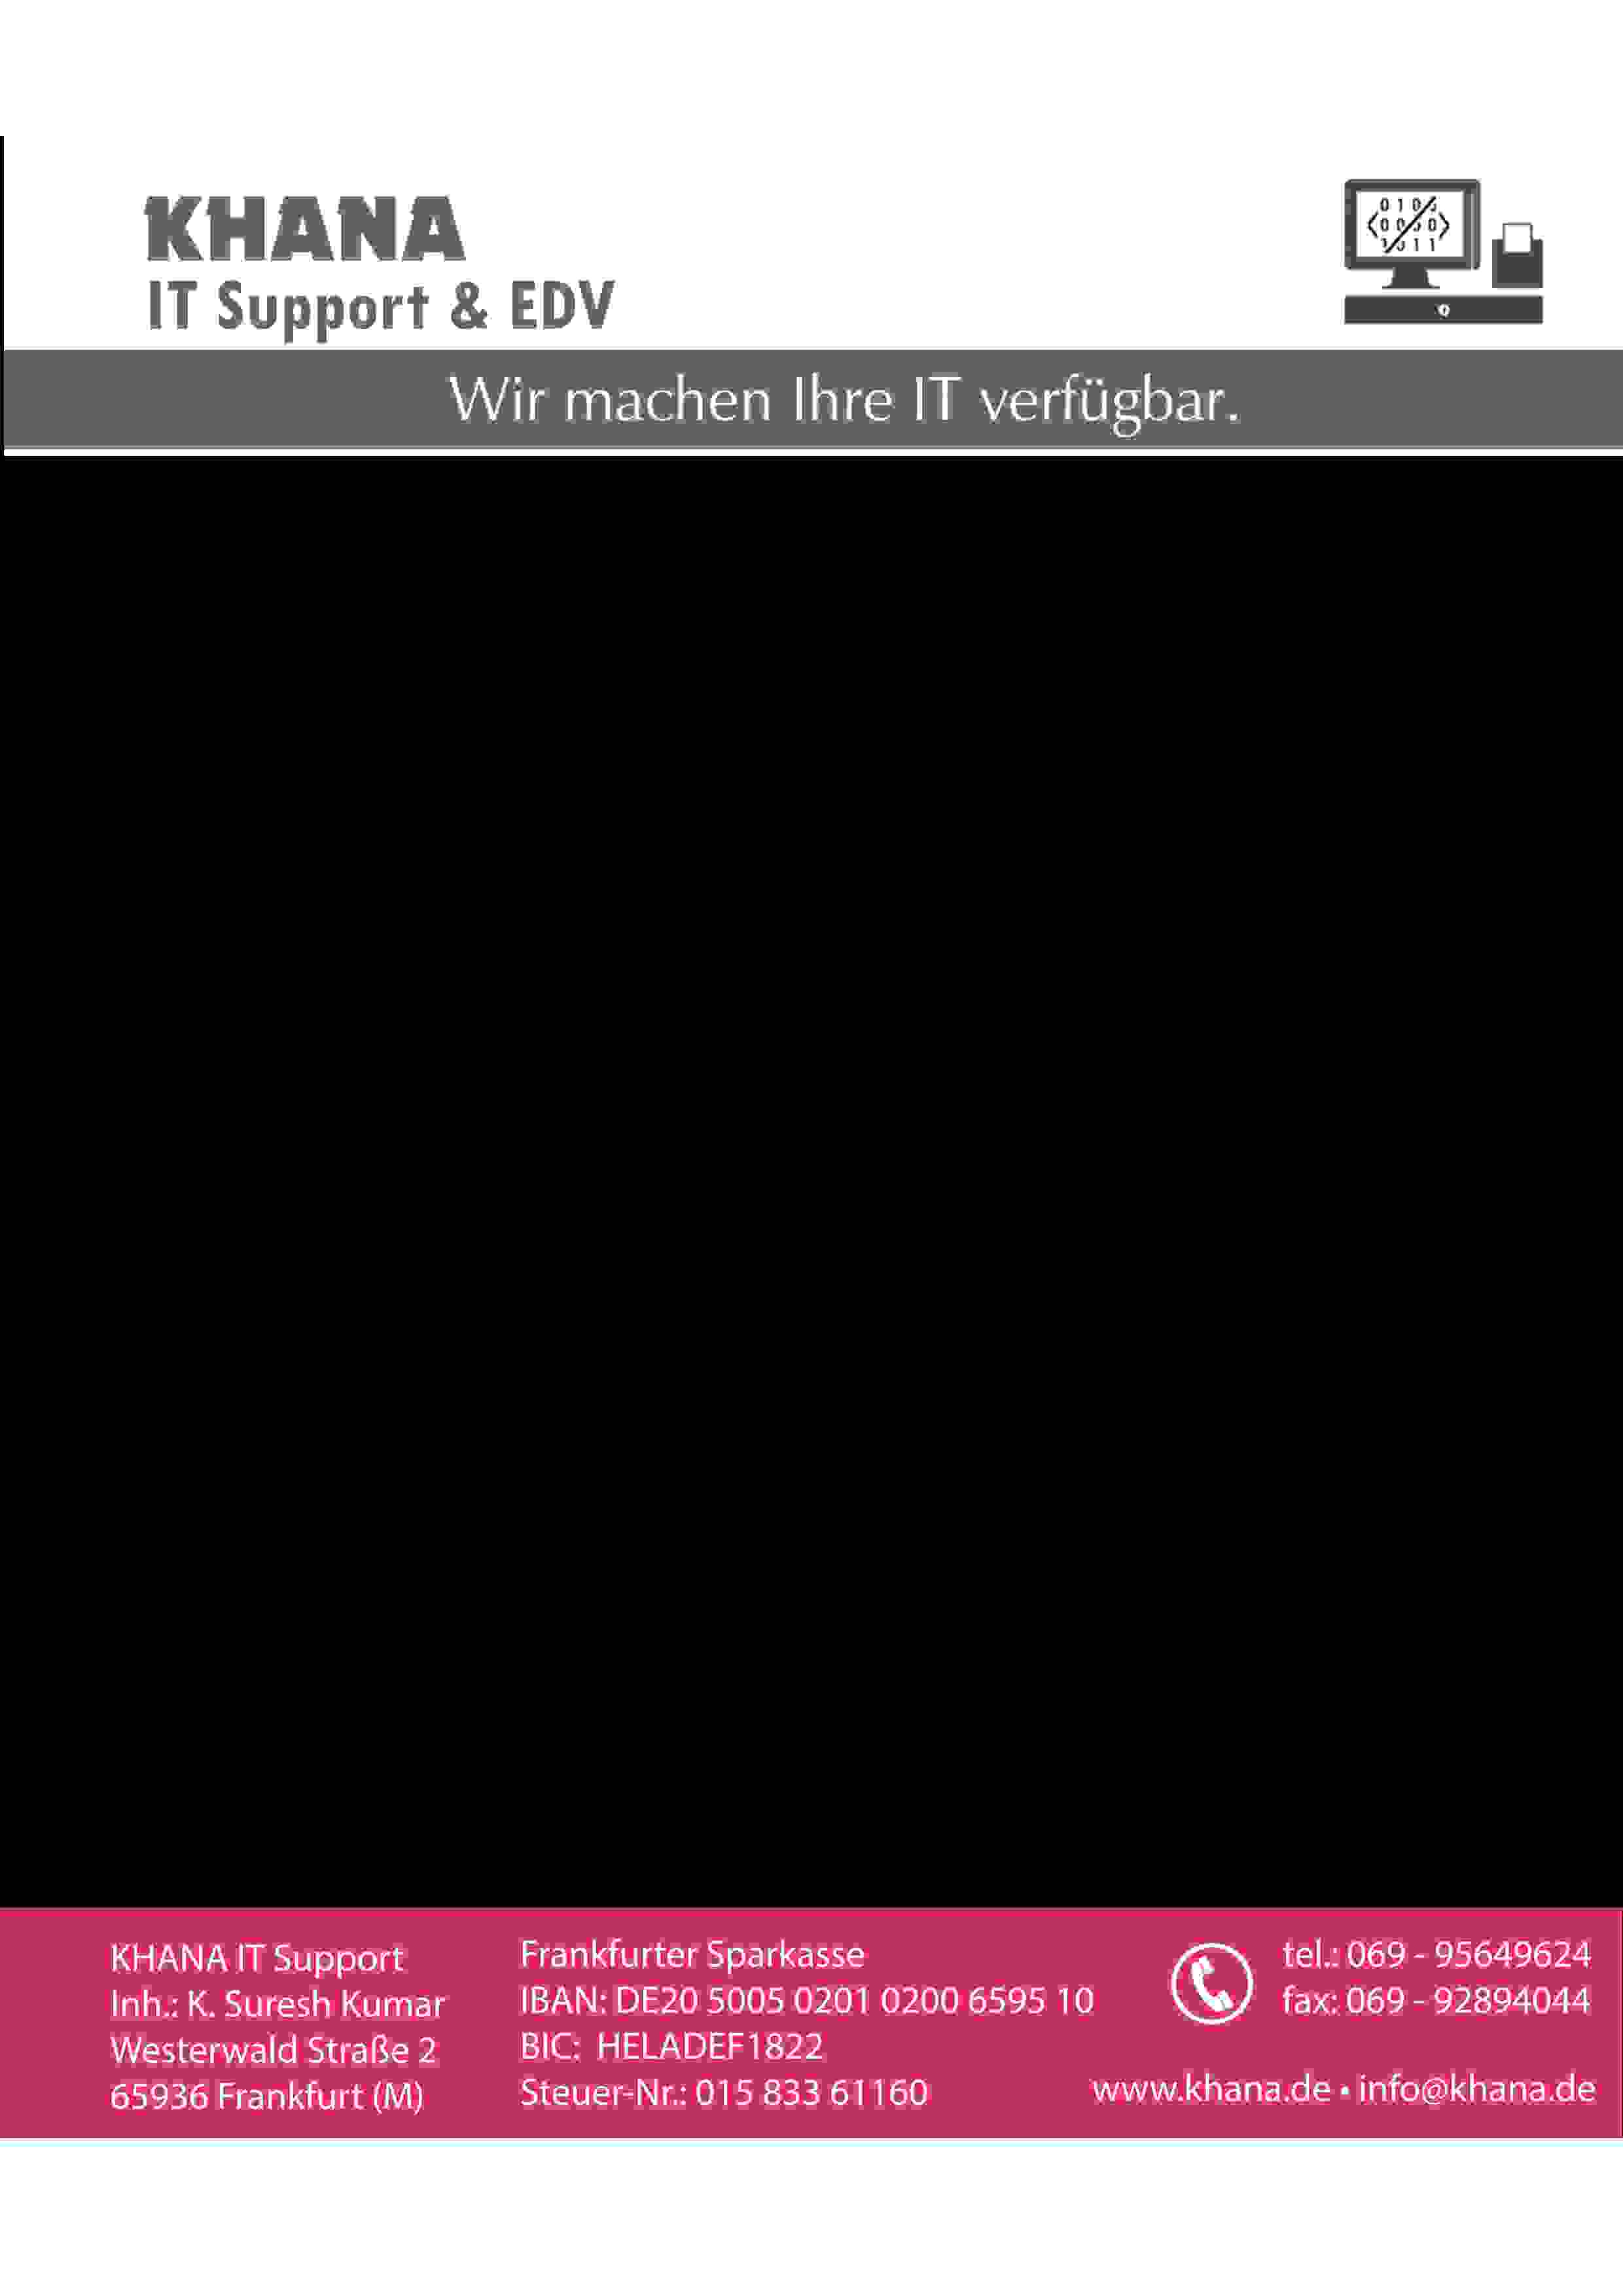 KHANA
IT Support & EDV
Wir machen Ihre IT verfügbar.
KHANA IT Support
Inh.: K. Suresh Kumar
Westerwald Straße 2
65936 Frankfurt (M)
Frankfurter Sparkasse
IBAN: DE20 5005 0201 0200 6595 10
BIC: HELADEF1822
Steuer-Nr.: 015 833 61160
tel.: 069 - 95649624
fax: 069 - 92894044
www.khana.de ▪ info@khana.de